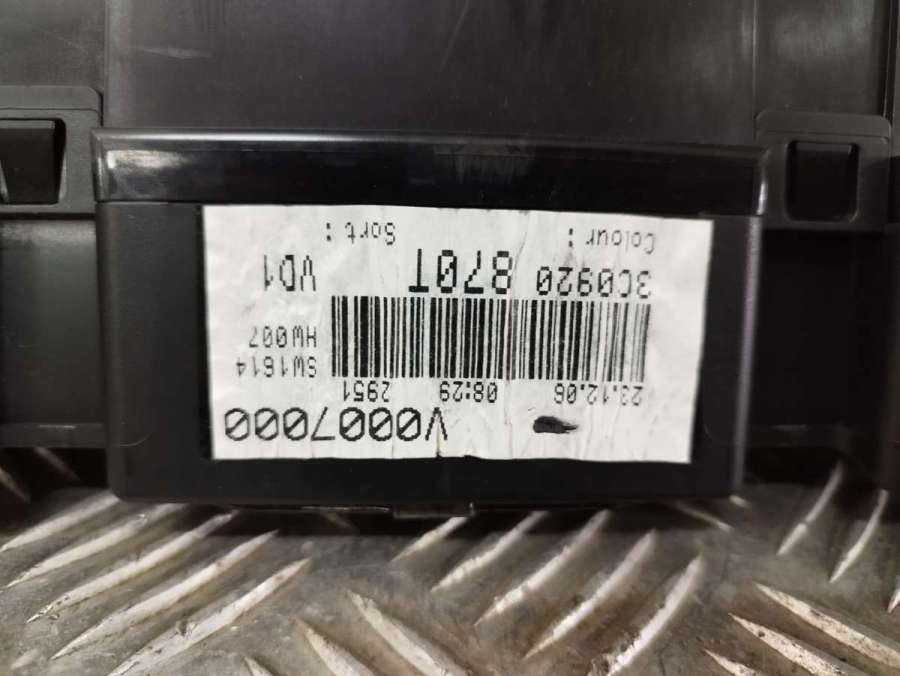 V0007000
23.12.06 08:29 2951
SW1614
HW007
3C0920 870T VD1
Colour: Sort: